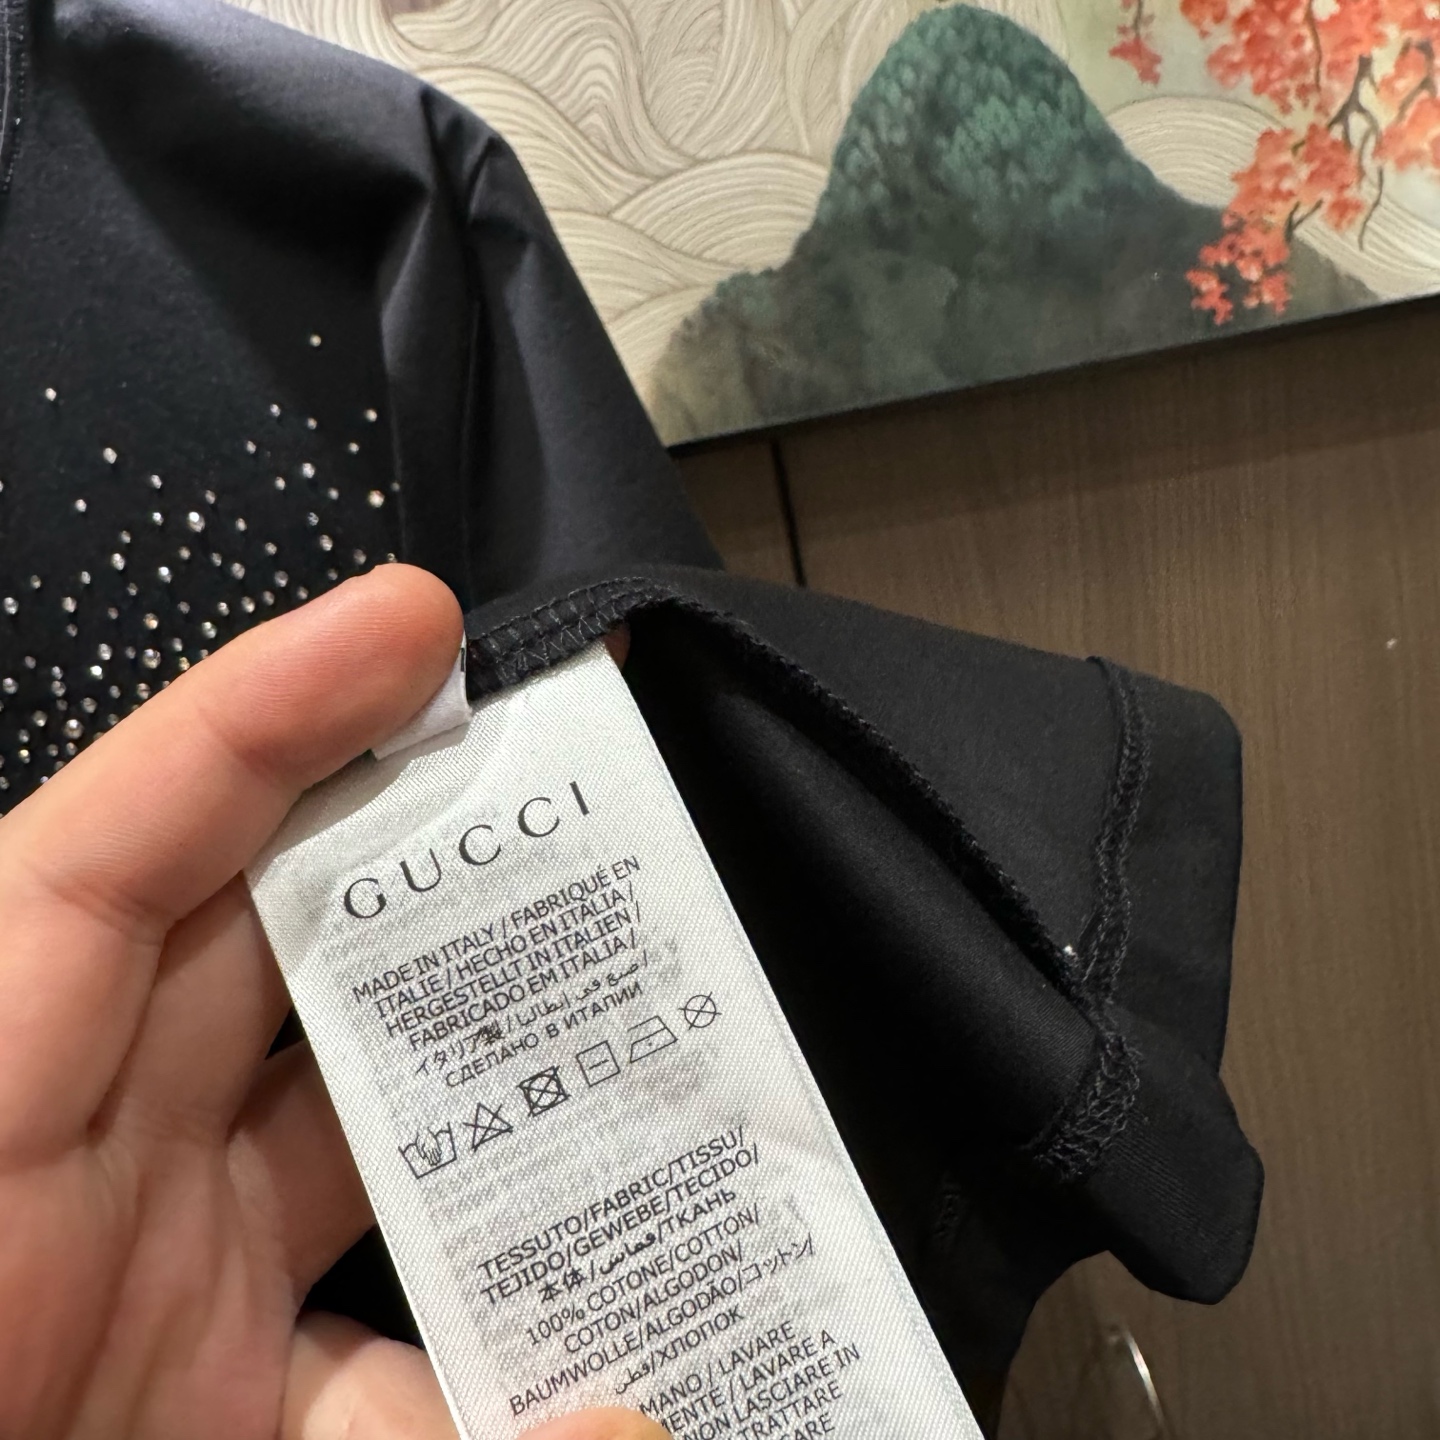 GUCCI
MADE IN ITALY / FABRIQUÉ EN
ITALIE / HECHO EN ITALIA /
HERGESTELLT IN ITALIEN /
FABRICADO EM ITALIA /
イタリア製 / صنع في إيطاليا /
СДЕЛАНО В ИТАЛИИ
TESSUTO/FABRIC/TISSU/
TEJIDO/GEWEBE/TECIDO/
本体/قماش/ТКАНЬ
100% COTONE/COTTON/
COTON/ALGODON/
BAUMWOLLE/ALGODÃO/コットン/
قطن/ХЛОПОК
MANO / LAVARE
MENTE / LAVARE A
NON LASCIARE IN
TRATTARE